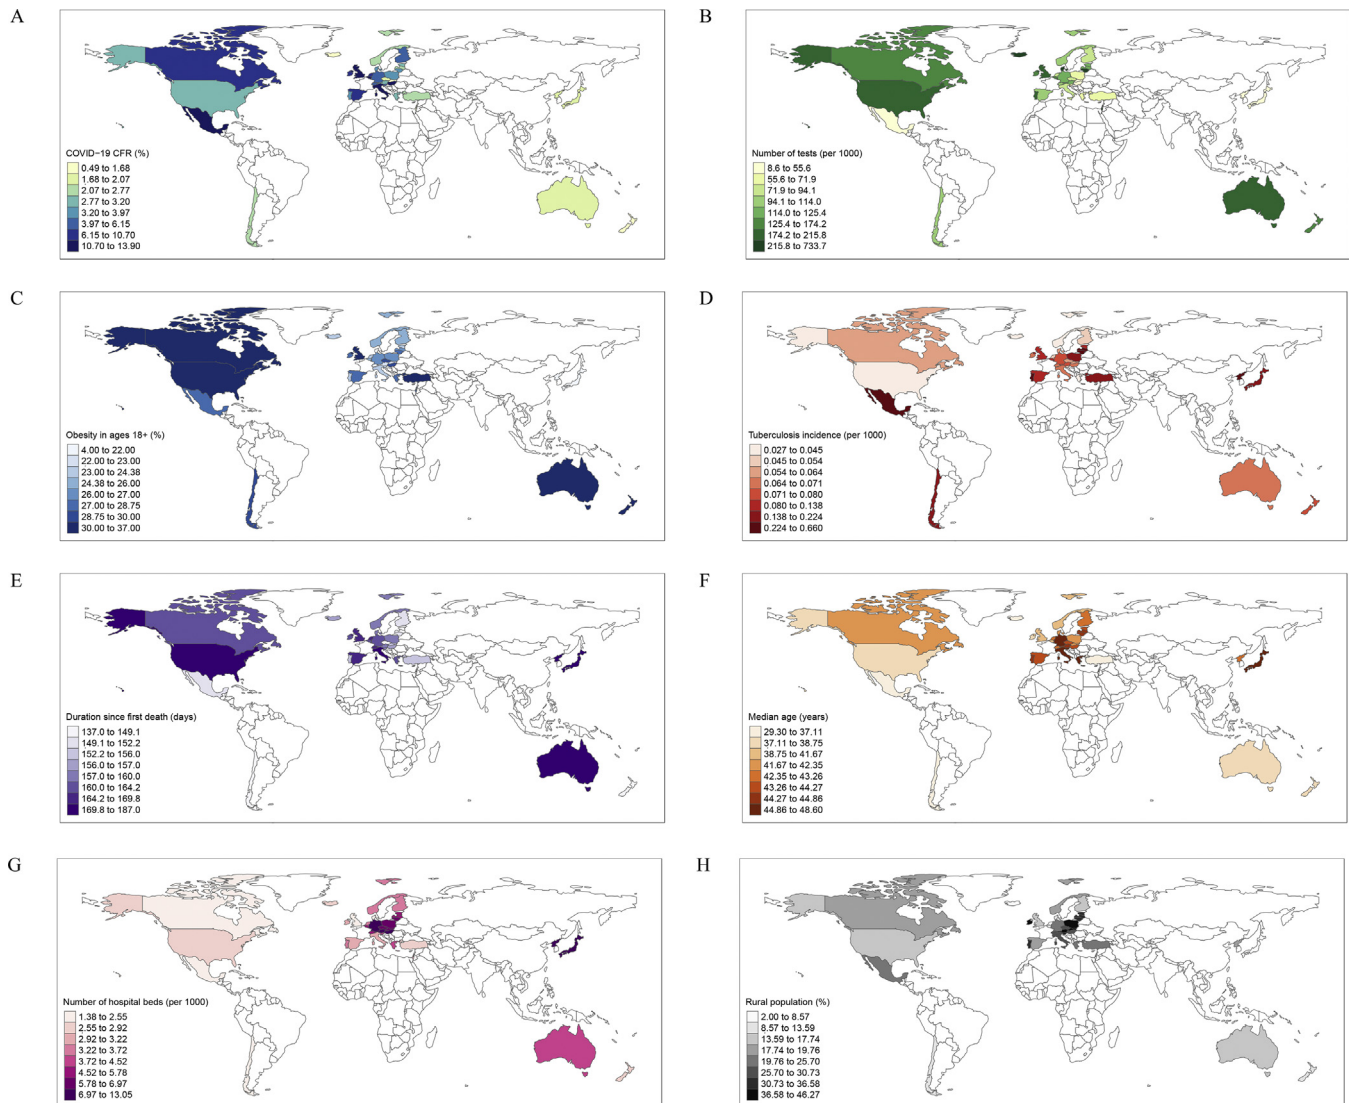 A
COVID−19 CFR (%)
0.49 to 1.68
1.68 to 2.07
2.07 to 2.77
2.77 to 3.20
3.20 to 3.97
3.97 to 6.15
6.15 to 10.70
10.70 to 13.90
B
Number of tests (per 1000)
8.6 to 55.6
55.6 to 71.9
71.9 to 94.1
94.1 to 114.0
114.0 to 125.4
125.4 to 174.2
174.2 to 215.8
215.8 to 733.7
C
Obesity in ages 18+ (%)
4.00 to 22.00
22.00 to 23.00
23.00 to 24.38
24.38 to 26.00
26.00 to 27.00
27.00 to 28.75
28.75 to 30.00
30.00 to 37.00
D
Tuberculosis incidence (per 1000)
0.027 to 0.045
0.045 to 0.054
0.054 to 0.064
0.064 to 0.071
0.071 to 0.080
0.080 to 0.138
0.138 to 0.224
0.224 to 0.660
E
Duration since first death (days)
137.0 to 149.1
149.1 to 152.2
152.2 to 156.0
156.0 to 157.0
157.0 to 160.0
160.0 to 164.2
164.2 to 169.8
169.8 to 187.0
F
Median age (years)
29.30 to 37.11
37.11 to 38.75
38.75 to 41.67
41.67 to 42.35
42.35 to 43.26
43.26 to 44.27
44.27 to 44.86
44.86 to 48.60
G
Number of hospital beds (per 1000)
1.38 to 2.55
2.55 to 2.92
2.92 to 3.22
3.22 to 3.72
3.72 to 4.52
4.52 to 5.78
5.78 to 6.97
6.97 to 13.05
H
Rural population (%)
2.00 to 8.57
8.57 to 13.59
13.59 to 17.74
17.74 to 19.76
19.76 to 25.70
25.70 to 30.73
30.73 to 36.58
36.58 to 46.27